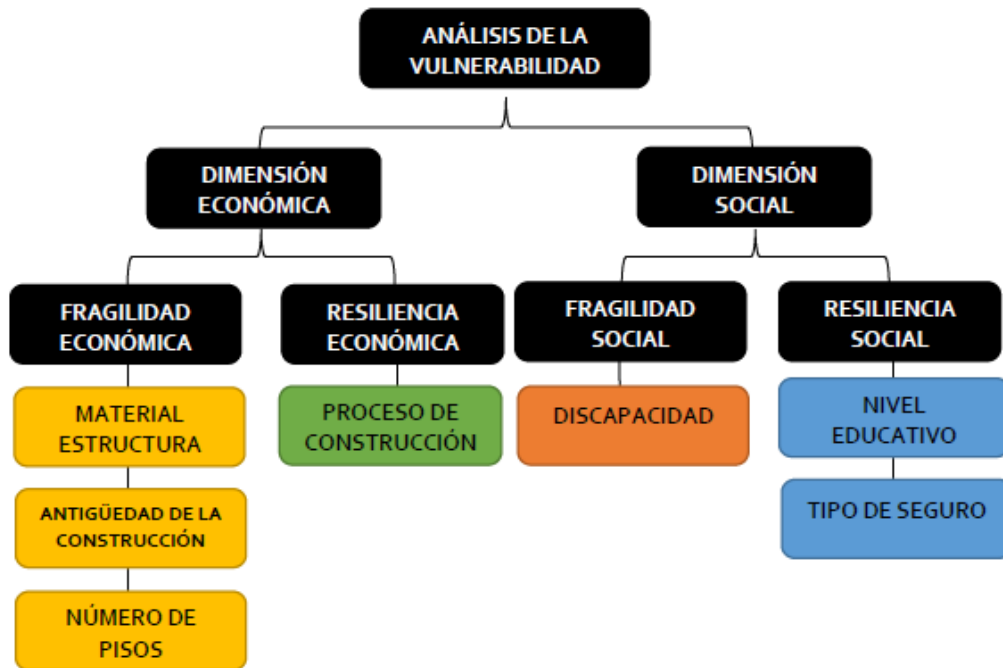 ANÁLISIS DE LA
VULNERABILIDAD
DIMENSIÓN
ECONÓMICA
DIMENSIÓN
SOCIAL
FRAGILIDAD
ECONÓMICA
RESILIENCIA
ECONÓMICA
FRAGILIDAD
SOCIAL
RESILIENCIA
SOCIAL
MATERIAL
ESTRUCTURA
PROCESO DE
CONSTRUCCIÓN
DISCAPACIDAD
NIVEL
EDUCATIVO
ANTIGÜEDAD DE LA
CONSTRUCCIÓN
TIPO DE SEGURO
NÚMERO DE
PISOS